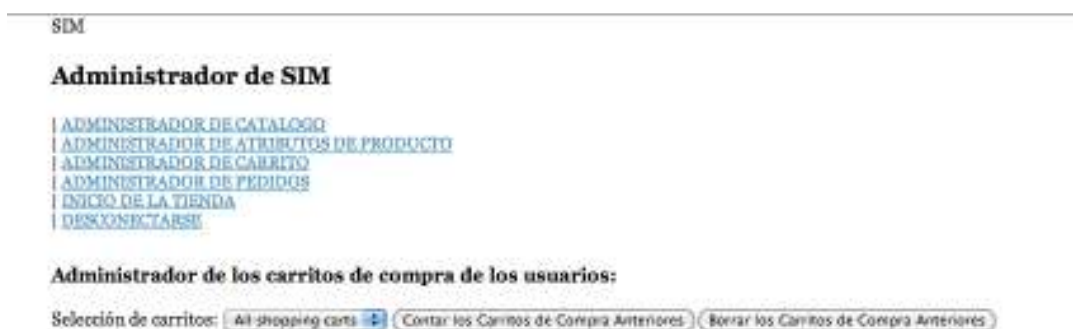 SIM
Administrador de SIM
| ADMINISTRADOR DE CATALOGO
| ADMINISTRADOR DE ATRIBUTOS DE PRODUCTO
| ADMINISTRADOR DE CARRITO
| ADMINISTRADOR DE PEDIDOS
| INICIO DE LA TIENDA
| DESCONECTARSE
Administrador de los carritos de compra de los usuarios:
Selección de carritos: All shopping carts Contar los Carritos de Compra Anteriores Borrar los Carritos de Compra Anteriores